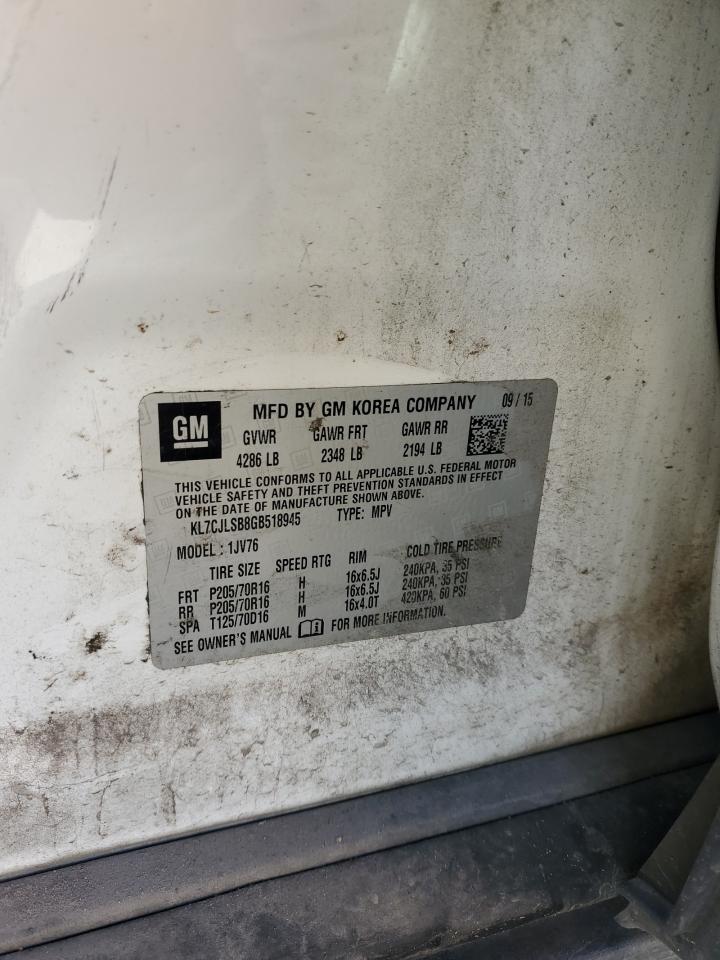 GM
MFD BY GM KOREA COMPANY 09 / 15
GVWR GAWR FRT GAWR RR
4286 LB 2348 LB 2194 LB
THIS VEHICLE CONFORMS TO ALL APPLICABLE U.S. FEDERAL MOTOR
VEHICLE SAFETY AND THEFT PREVENTION STANDARDS IN EFFECT
ON THE DATE OF MANUFACTURE SHOWN ABOVE.
KL7CJLSB8GB518945 TYPE: MPV
MODEL : 1JV76
TIRE SIZE SPEED RTG RIM COLD TIRE PRESSURE
FRT P205/70R16 H 16x6.5J 240KPA, 35 PSI
RR P205/70R16 H 16x6.5J 240KPA, 35 PSI
SPA T125/70D16 M 16x4.0T 420KPA, 60 PSI
SEE OWNER'S MANUAL FOR MORE INFORMATION.